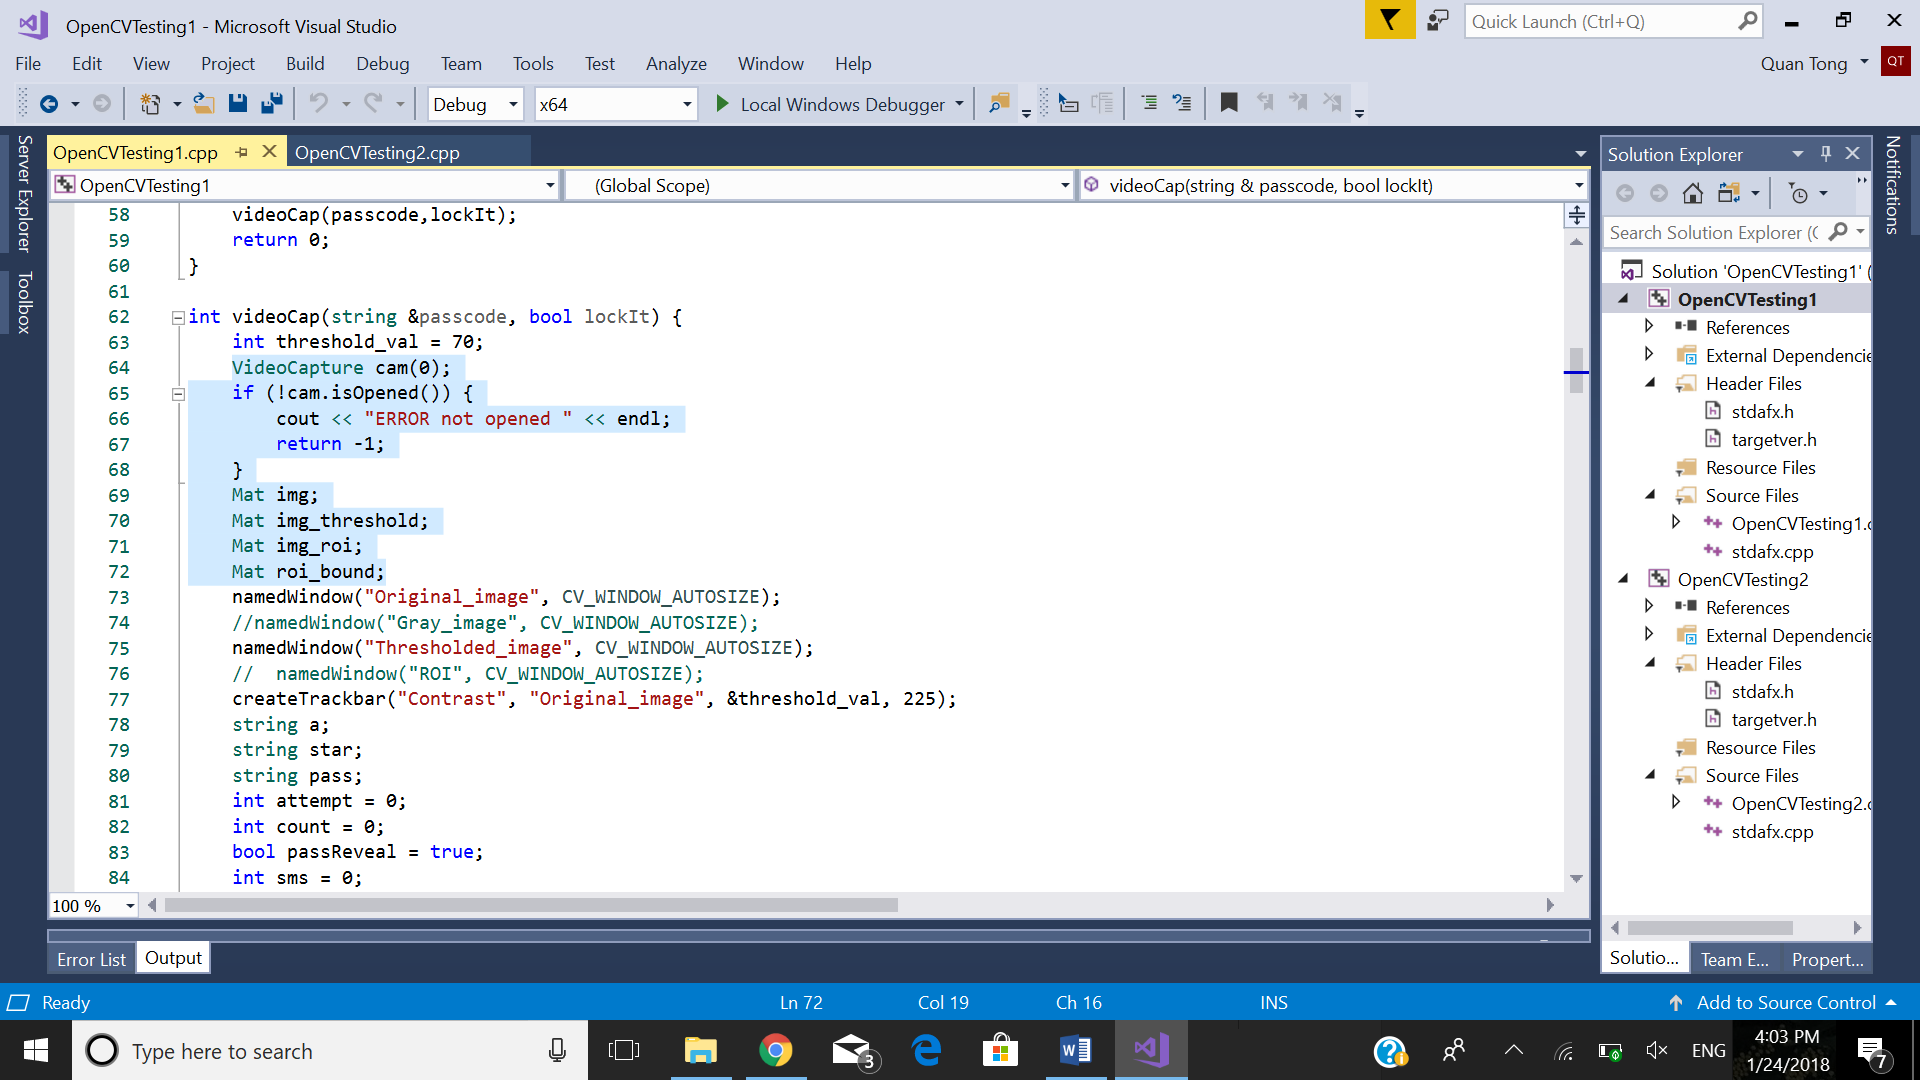 OpenCVTesting1 - Microsoft Visual Studio
Quick Launch (Ctrl+Q)
File Edit View Project Build Debug Team Tools Test Analyze Window Help
Quan Tong QT
Debug x64 Local Windows Debugger
Server Explorer
Toolbox
OpenCVTesting1.cpp OpenCVTesting2.cpp
OpenCVTesting1 (Global Scope) videoCap(string & passcode, bool lockIt)
58 videoCap(passcode,lockIt);
59 return 0;
60 }
61
62 int videoCap(string &passcode, bool lockIt) {
63 int threshold_val = 70;
64 VideoCapture cam(0);
65 if (!cam.isOpened()) {
66 cout << "ERROR not opened " << endl;
67 return -1;
68 }
69 Mat img;
70 Mat img_threshold;
71 Mat img_roi;
72 Mat roi_bound;
73 namedWindow("Original_image", CV_WINDOW_AUTOSIZE);
74 //namedWindow("Gray_image", CV_WINDOW_AUTOSIZE);
75 namedWindow("Thresholded_image", CV_WINDOW_AUTOSIZE);
76 // namedWindow("ROI", CV_WINDOW_AUTOSIZE);
77 createTrackbar("Contrast", "Original_image", &threshold_val, 225);
78 string a;
79 string star;
80 string pass;
81 int attempt = 0;
82 int count = 0;
83 bool passReveal = true;
84 int sms = 0;
100 %
Error List Output
Solution Explorer
Search Solution Explorer (
Solution 'OpenCVTesting1' (
OpenCVTesting1
References
External Dependencie
Header Files
stdafx.h
targetver.h
Resource Files
Source Files
OpenCVTesting1.c
stdafx.cpp
OpenCVTesting2
References
External Dependencie
Header Files
stdafx.h
targetver.h
Resource Files
Source Files
OpenCVTesting2.c
stdafx.cpp
Solutio... Team E... Propert...
Notifications
Ready Ln 72 Col 19 Ch 16 INS Add to Source Control
Type here to search
3
ENG
4:03 PM
1/24/2018
7